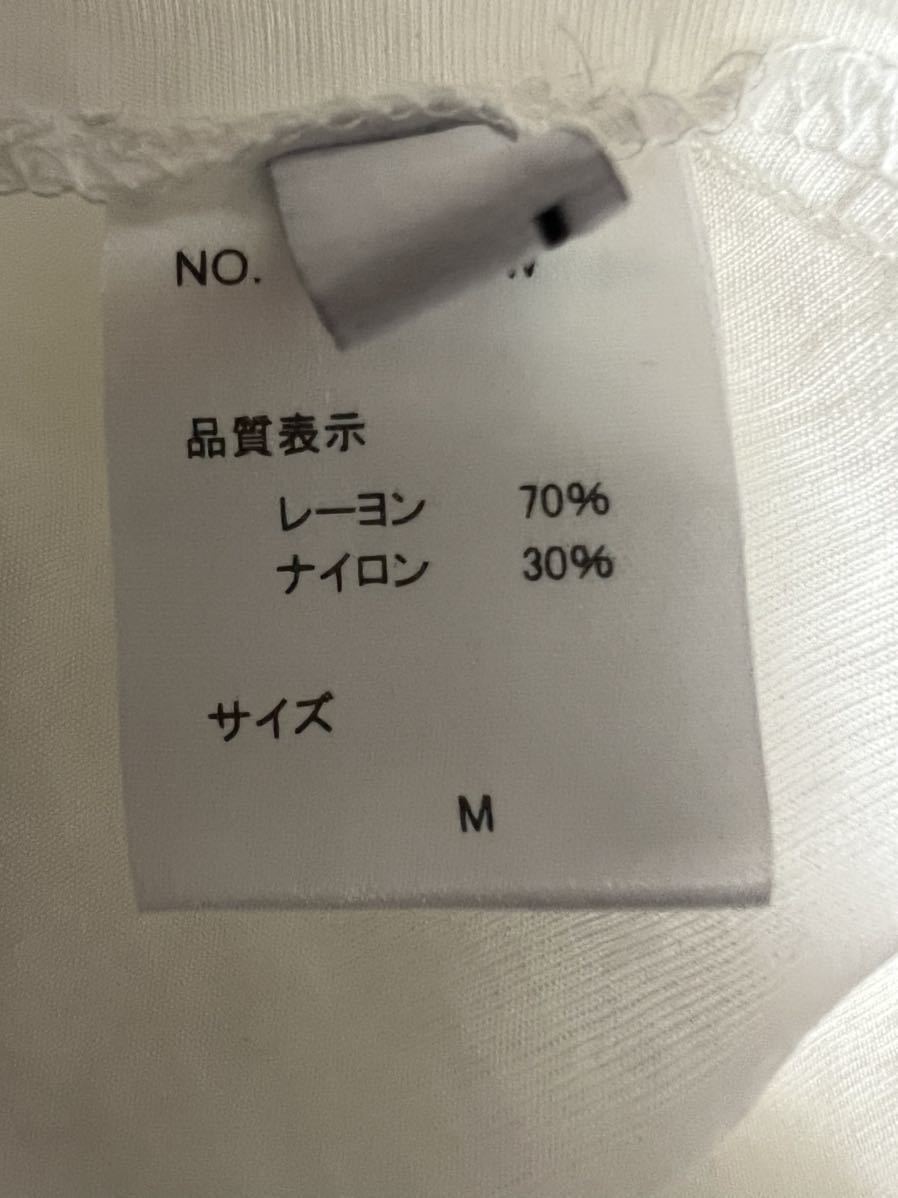 NO.
品質表示
レーヨン 70%
ナイロン 30%
サイズ
M